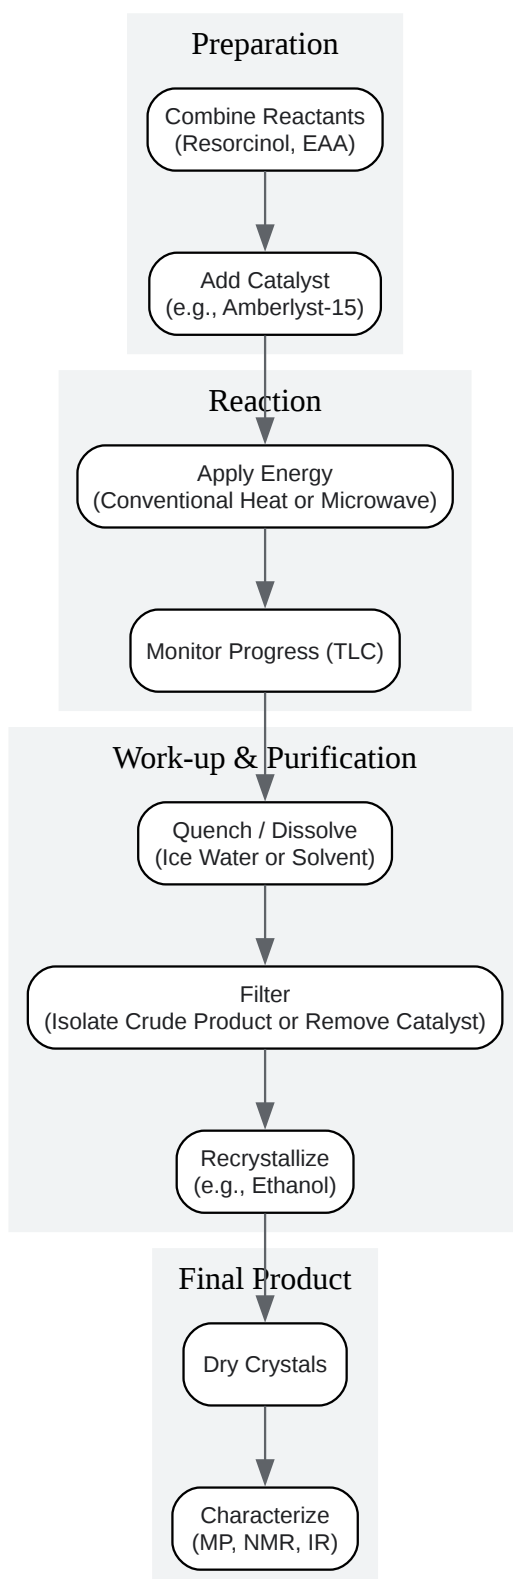 Preparation
Combine Reactants
(Resorcinol, EAA)
Add Catalyst
(e.g., Amberlyst-15)
Reaction
Apply Energy
(Conventional Heat or Microwave)
Monitor Progress (TLC)
Work-up & Purification
Quench / Dissolve
(Ice Water or Solvent)
Filter
(Isolate Crude Product or Remove Catalyst)
Recrystallize
(e.g., Ethanol)
Final Product
Dry Crystals
Characterize
(MP, NMR, IR)